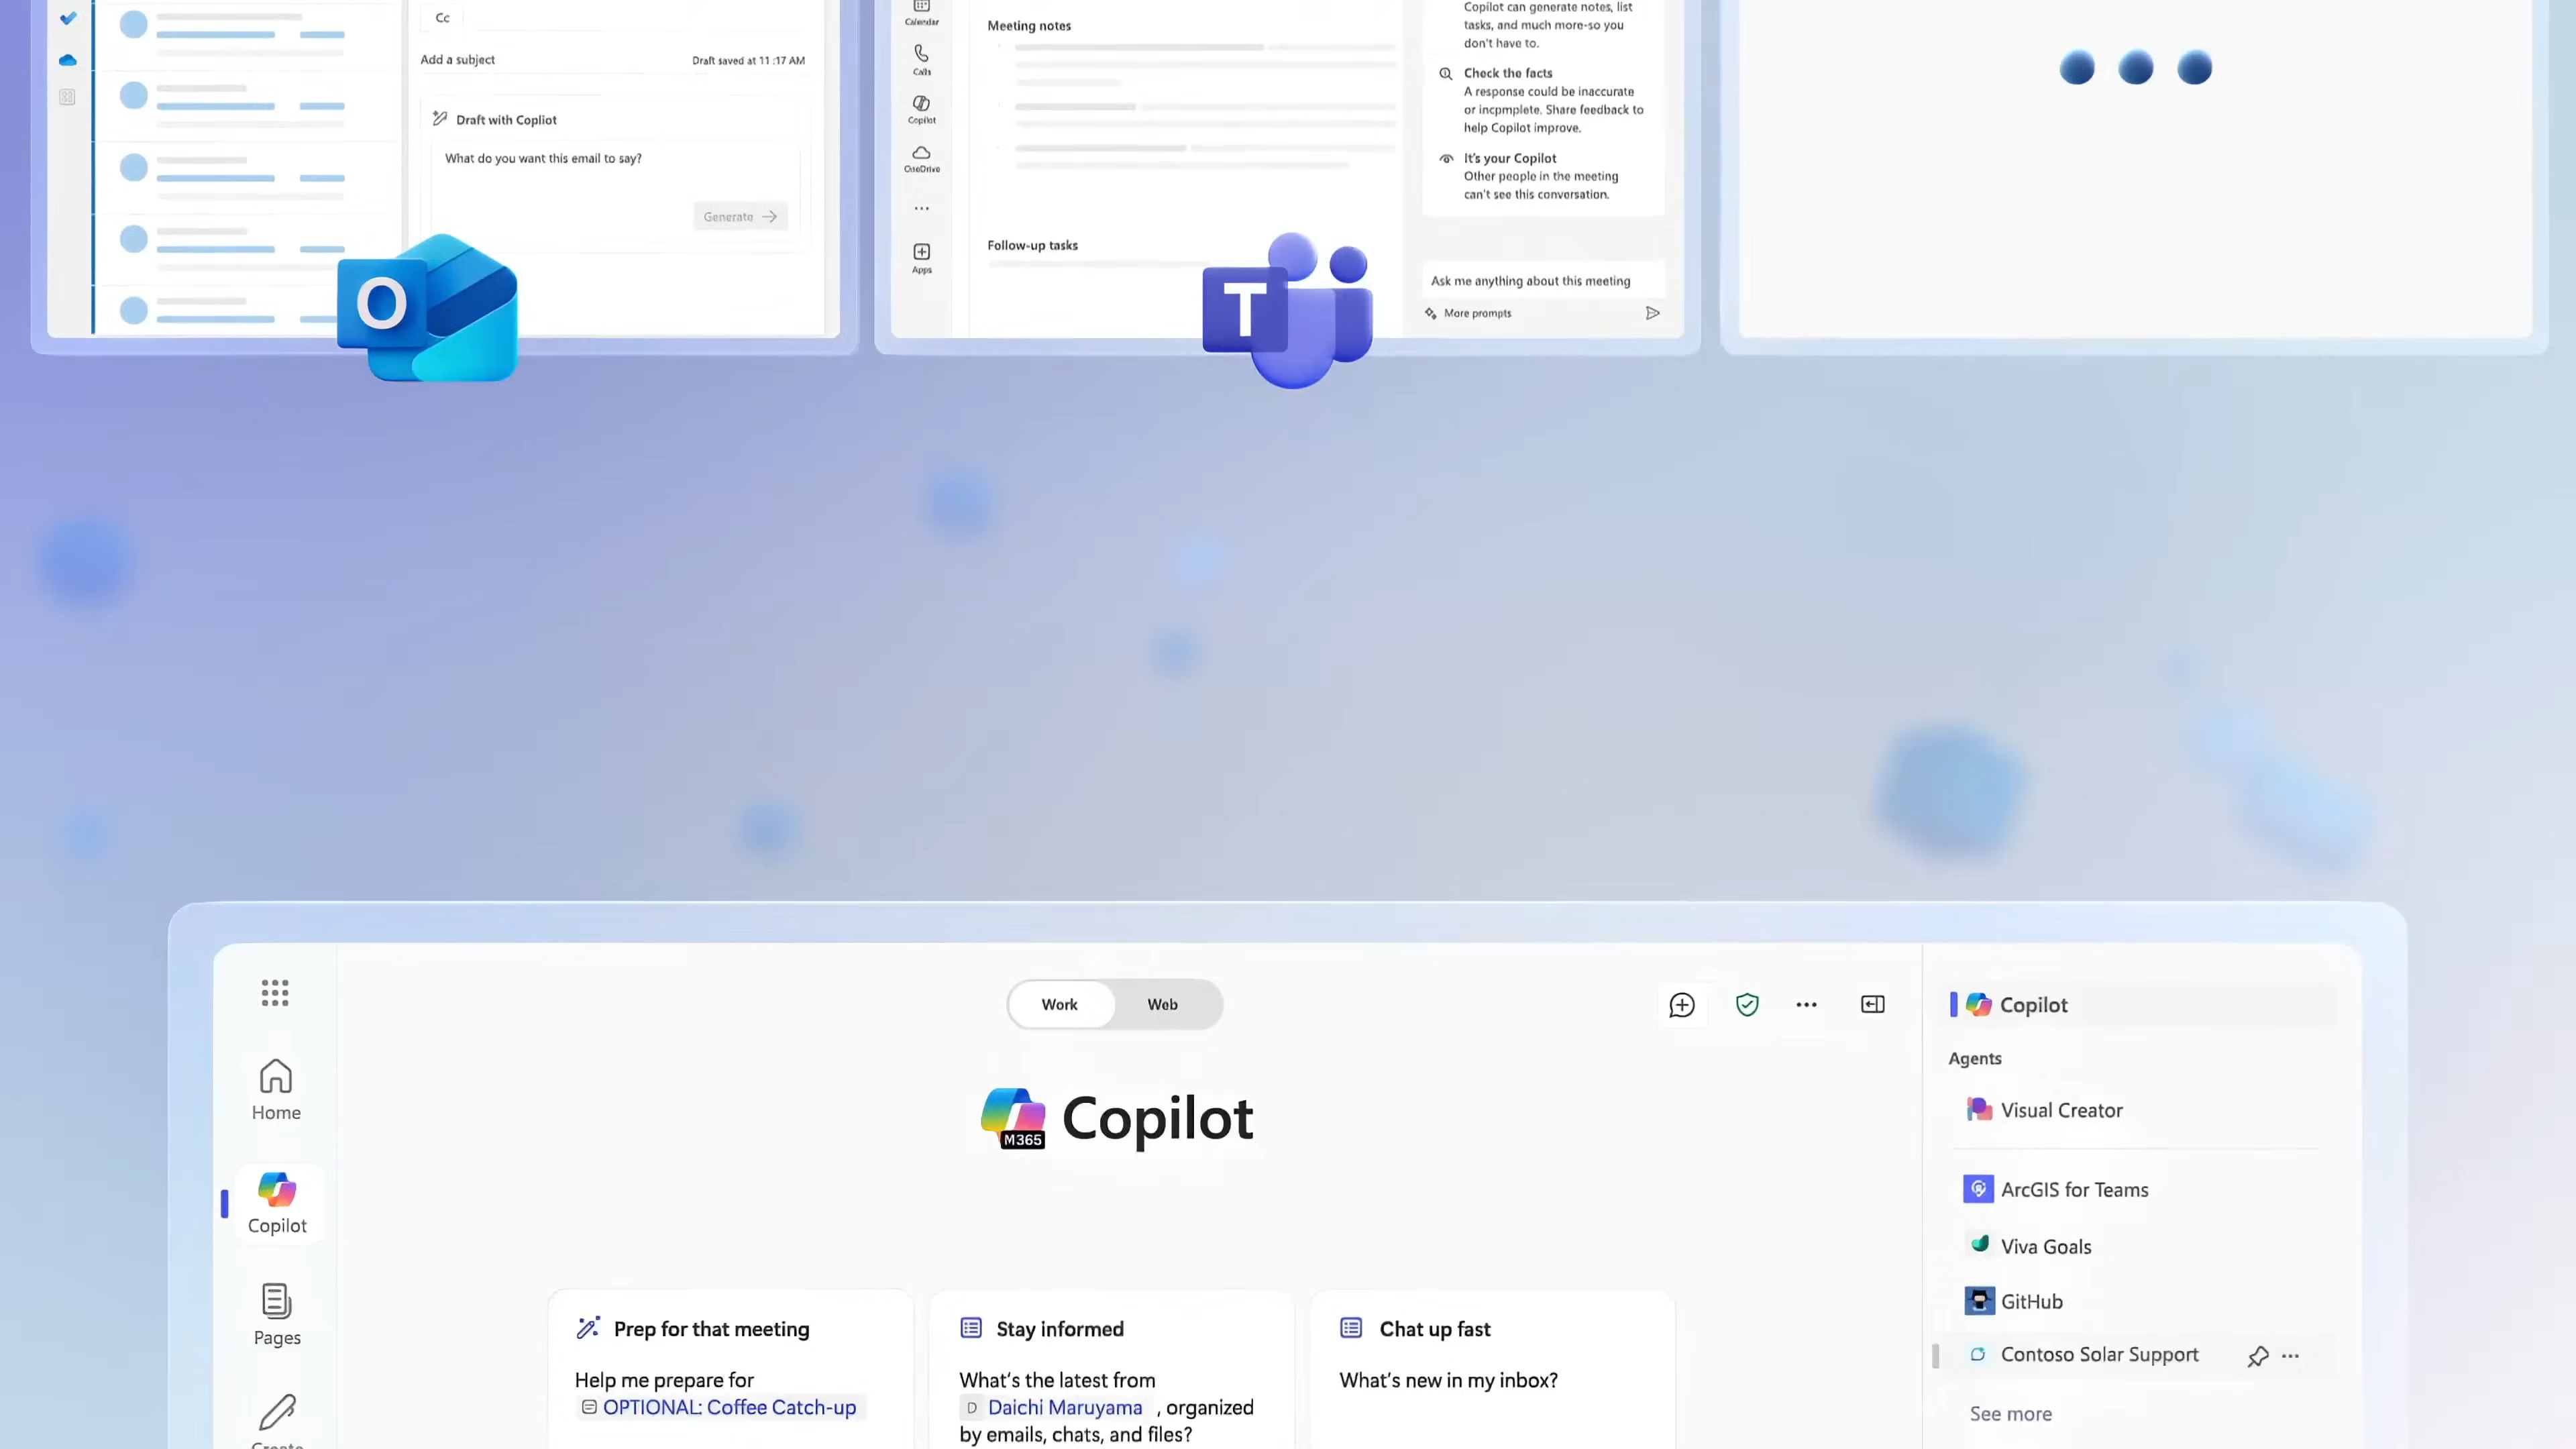 Cc
Add a subject
Draft saved at 11:17 AM
Draft with Copilot
What do you want this email to say?
Generate
O
Calendar
Calls
Copilot
OneDrive
Apps
Meeting notes
Follow-up tasks
T
Copilot can generate notes, list
tasks, and much more-so you
don't have to.
Check the facts
A response could be inaccurate
or incpmplete. Share feedback to
help Copilot improve.
It's your Copilot
Other people in the meeting
can't see this conversation.
Ask me anything about this meeting
More prompts
Home
Copilot
Pages
Create
Work
Web
M365
Copilot
Prep for that meeting
Help me prepare for
OPTIONAL: Coffee Catch-up
Stay informed
What's the latest from
D Daichi Maruyama , organized
by emails, chats, and files?
Chat up fast
What's new in my inbox?
Copilot
Agents
Visual Creator
ArcGIS for Teams
Viva Goals
GitHub
Contoso Solar Support
See more